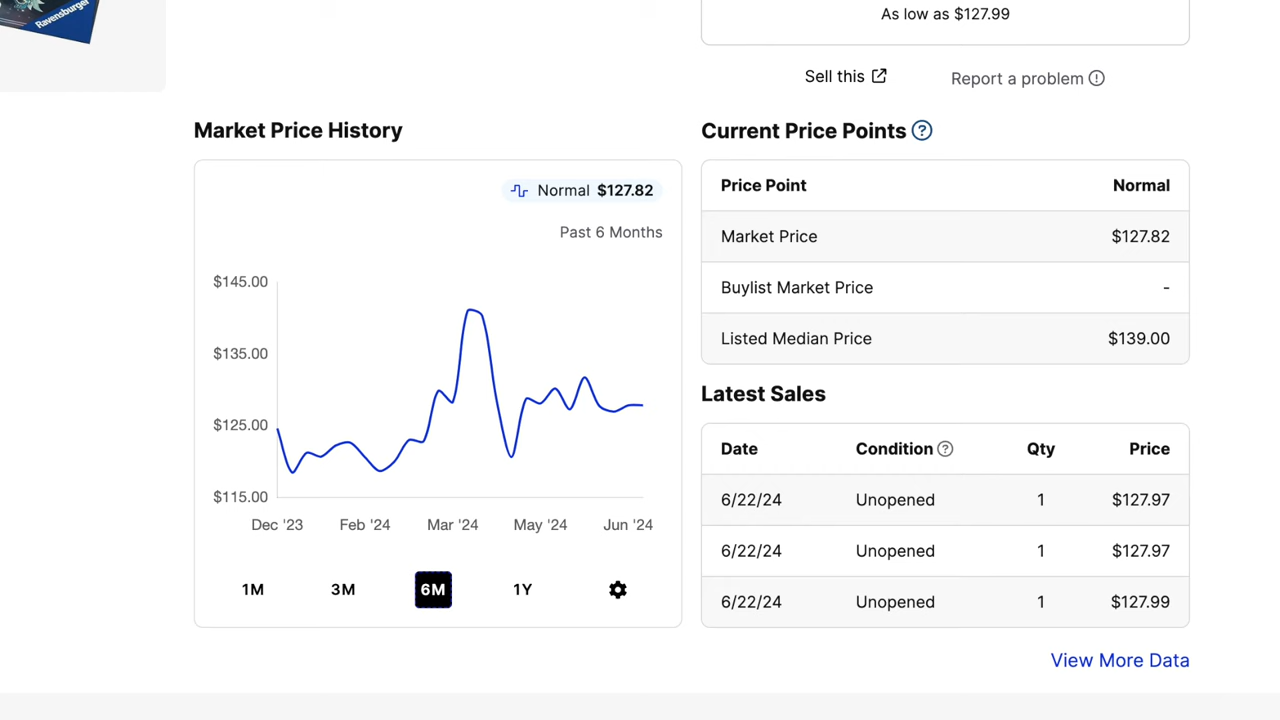 Ravensburger
As low as $127.99
Sell this
Report a problem
Market Price History
Normal $127.82
Past 6 Months
$145.00
$135.00
$125.00
$115.00
Dec '23 Feb '24 Mar '24 May '24 Jun '24
1M 3M 6M 1Y
Current Price Points ?
Price Point Normal
Market Price $127.82
Buylist Market Price -
Listed Median Price $139.00
Latest Sales
Date Condition ? Qty Price
6/22/24 Unopened 1 $127.97
6/22/24 Unopened 1 $127.97
6/22/24 Unopened 1 $127.99
View More Data